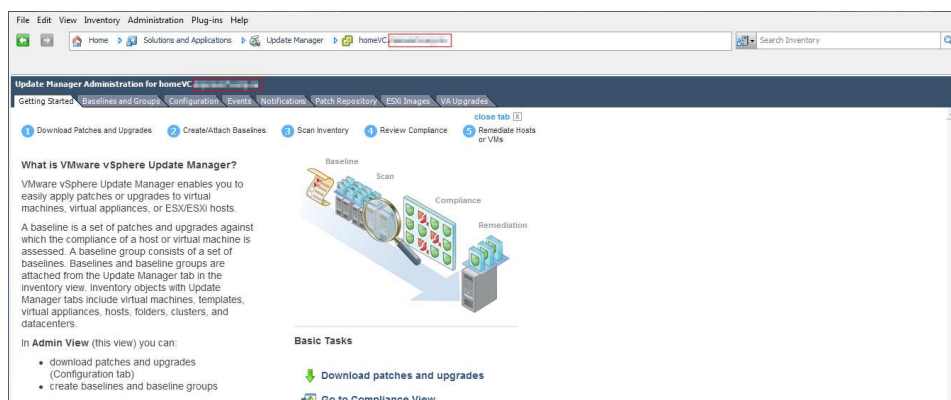 File Edit View Inventory Administration Plug-ins Help
Home Solutions and Applications Update Manager homeVC.
Search Inventory
Update Manager Administration for homeVC
Getting Started Baselines and Groups Configuration Events Notifications Patch Repository ESXi Images VA Upgrades
close tab X
1 Download Patches and Upgrades 2 Create/Attach Baselines 3 Scan Inventory 4 Review Compliance 5 Remediate Hosts
or VMs
What is VMware vSphere Update Manager?
VMware vSphere Update Manager enables you to
easily apply patches or upgrades to virtual
machines, virtual appliances, or ESX/ESXi hosts.
A baseline is a set of patches and upgrades against
which the compliance of a host or virtual machine is
assessed. A baseline group consists of a set of
baselines. Baselines and baseline groups are
attached from the Update Manager tab in the
inventory view. Inventory objects with Update
Manager tabs include virtual machines, templates,
virtual appliances, hosts, folders, clusters, and
datacenters.
In Admin View (this view) you can:
• download patches and upgrades
(Configuration tab)
• create baselines and baseline groups
Baseline
Scan
Compliance
Remediation
Basic Tasks
Download patches and upgrades
Go to Compliance View